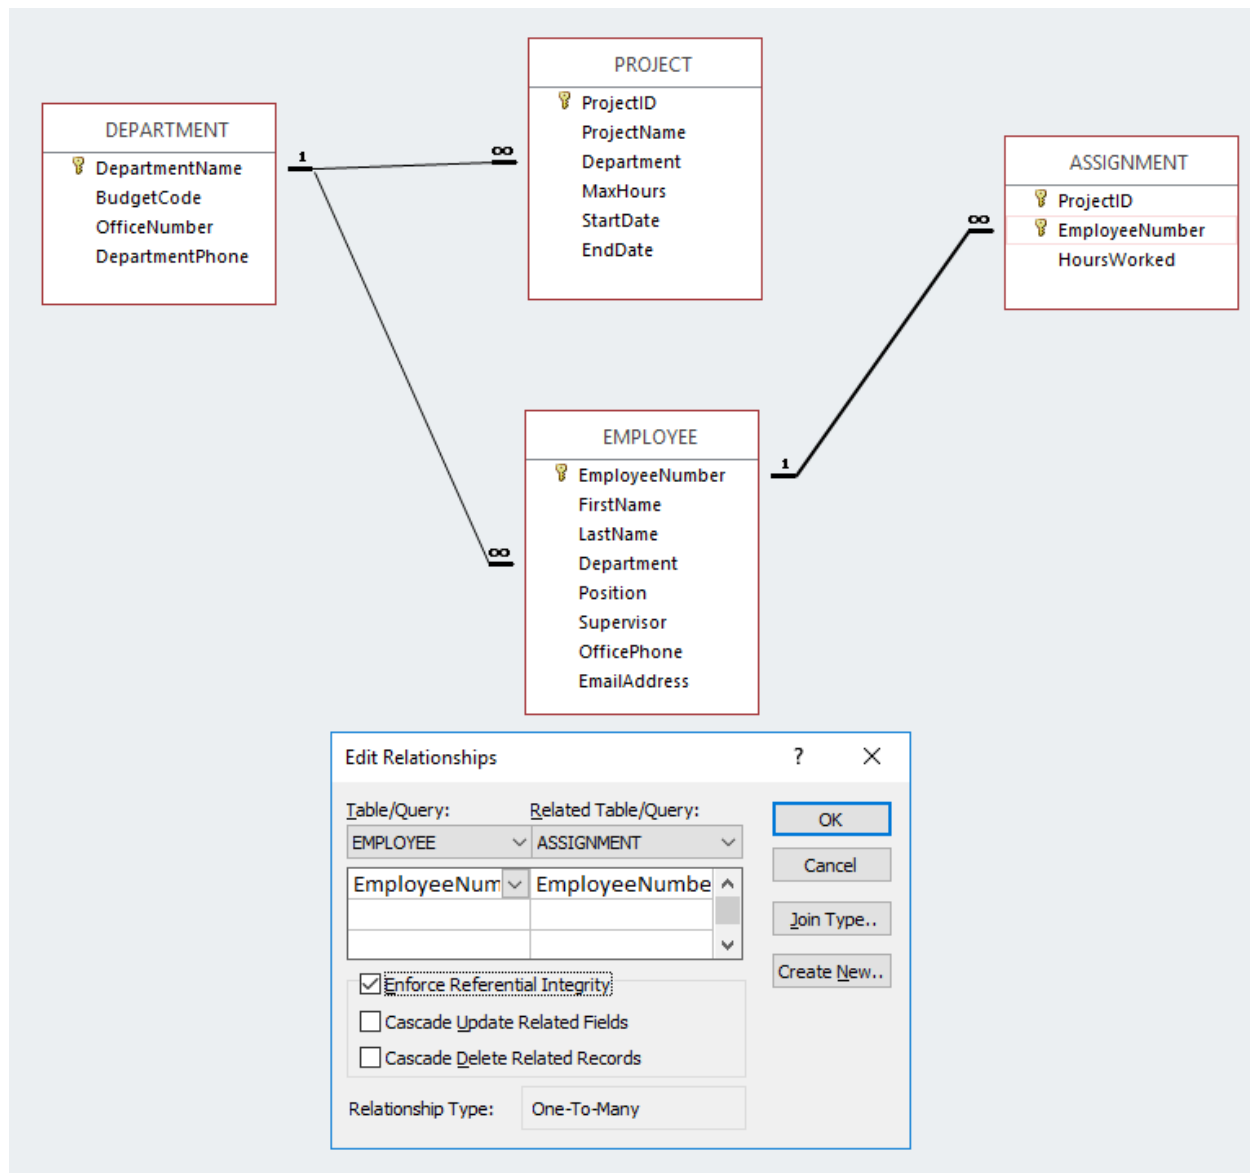 PROJECT
ProjectID
ProjectName
Department
MaxHours
StartDate
EndDate
DEPARTMENT
DepartmentName
BudgetCode
OfficeNumber
DepartmentPhone
1
∞
∞
ASSIGNMENT
ProjectID
EmployeeNumber
HoursWorked
∞
1
EMPLOYEE
EmployeeNumber
FirstName
LastName
Department
Position
Supervisor
OfficePhone
EmailAddress
Edit Relationships ?
Table/Query: Related Table/Query:
EMPLOYEE ASSIGNMENT
EmployeeNum EmployeeNumbe
OK
Cancel
Join Type..
Create New..
Enforce Referential Integrity
Cascade Update Related Fields
Cascade Delete Related Records
Relationship Type: One-To-Many